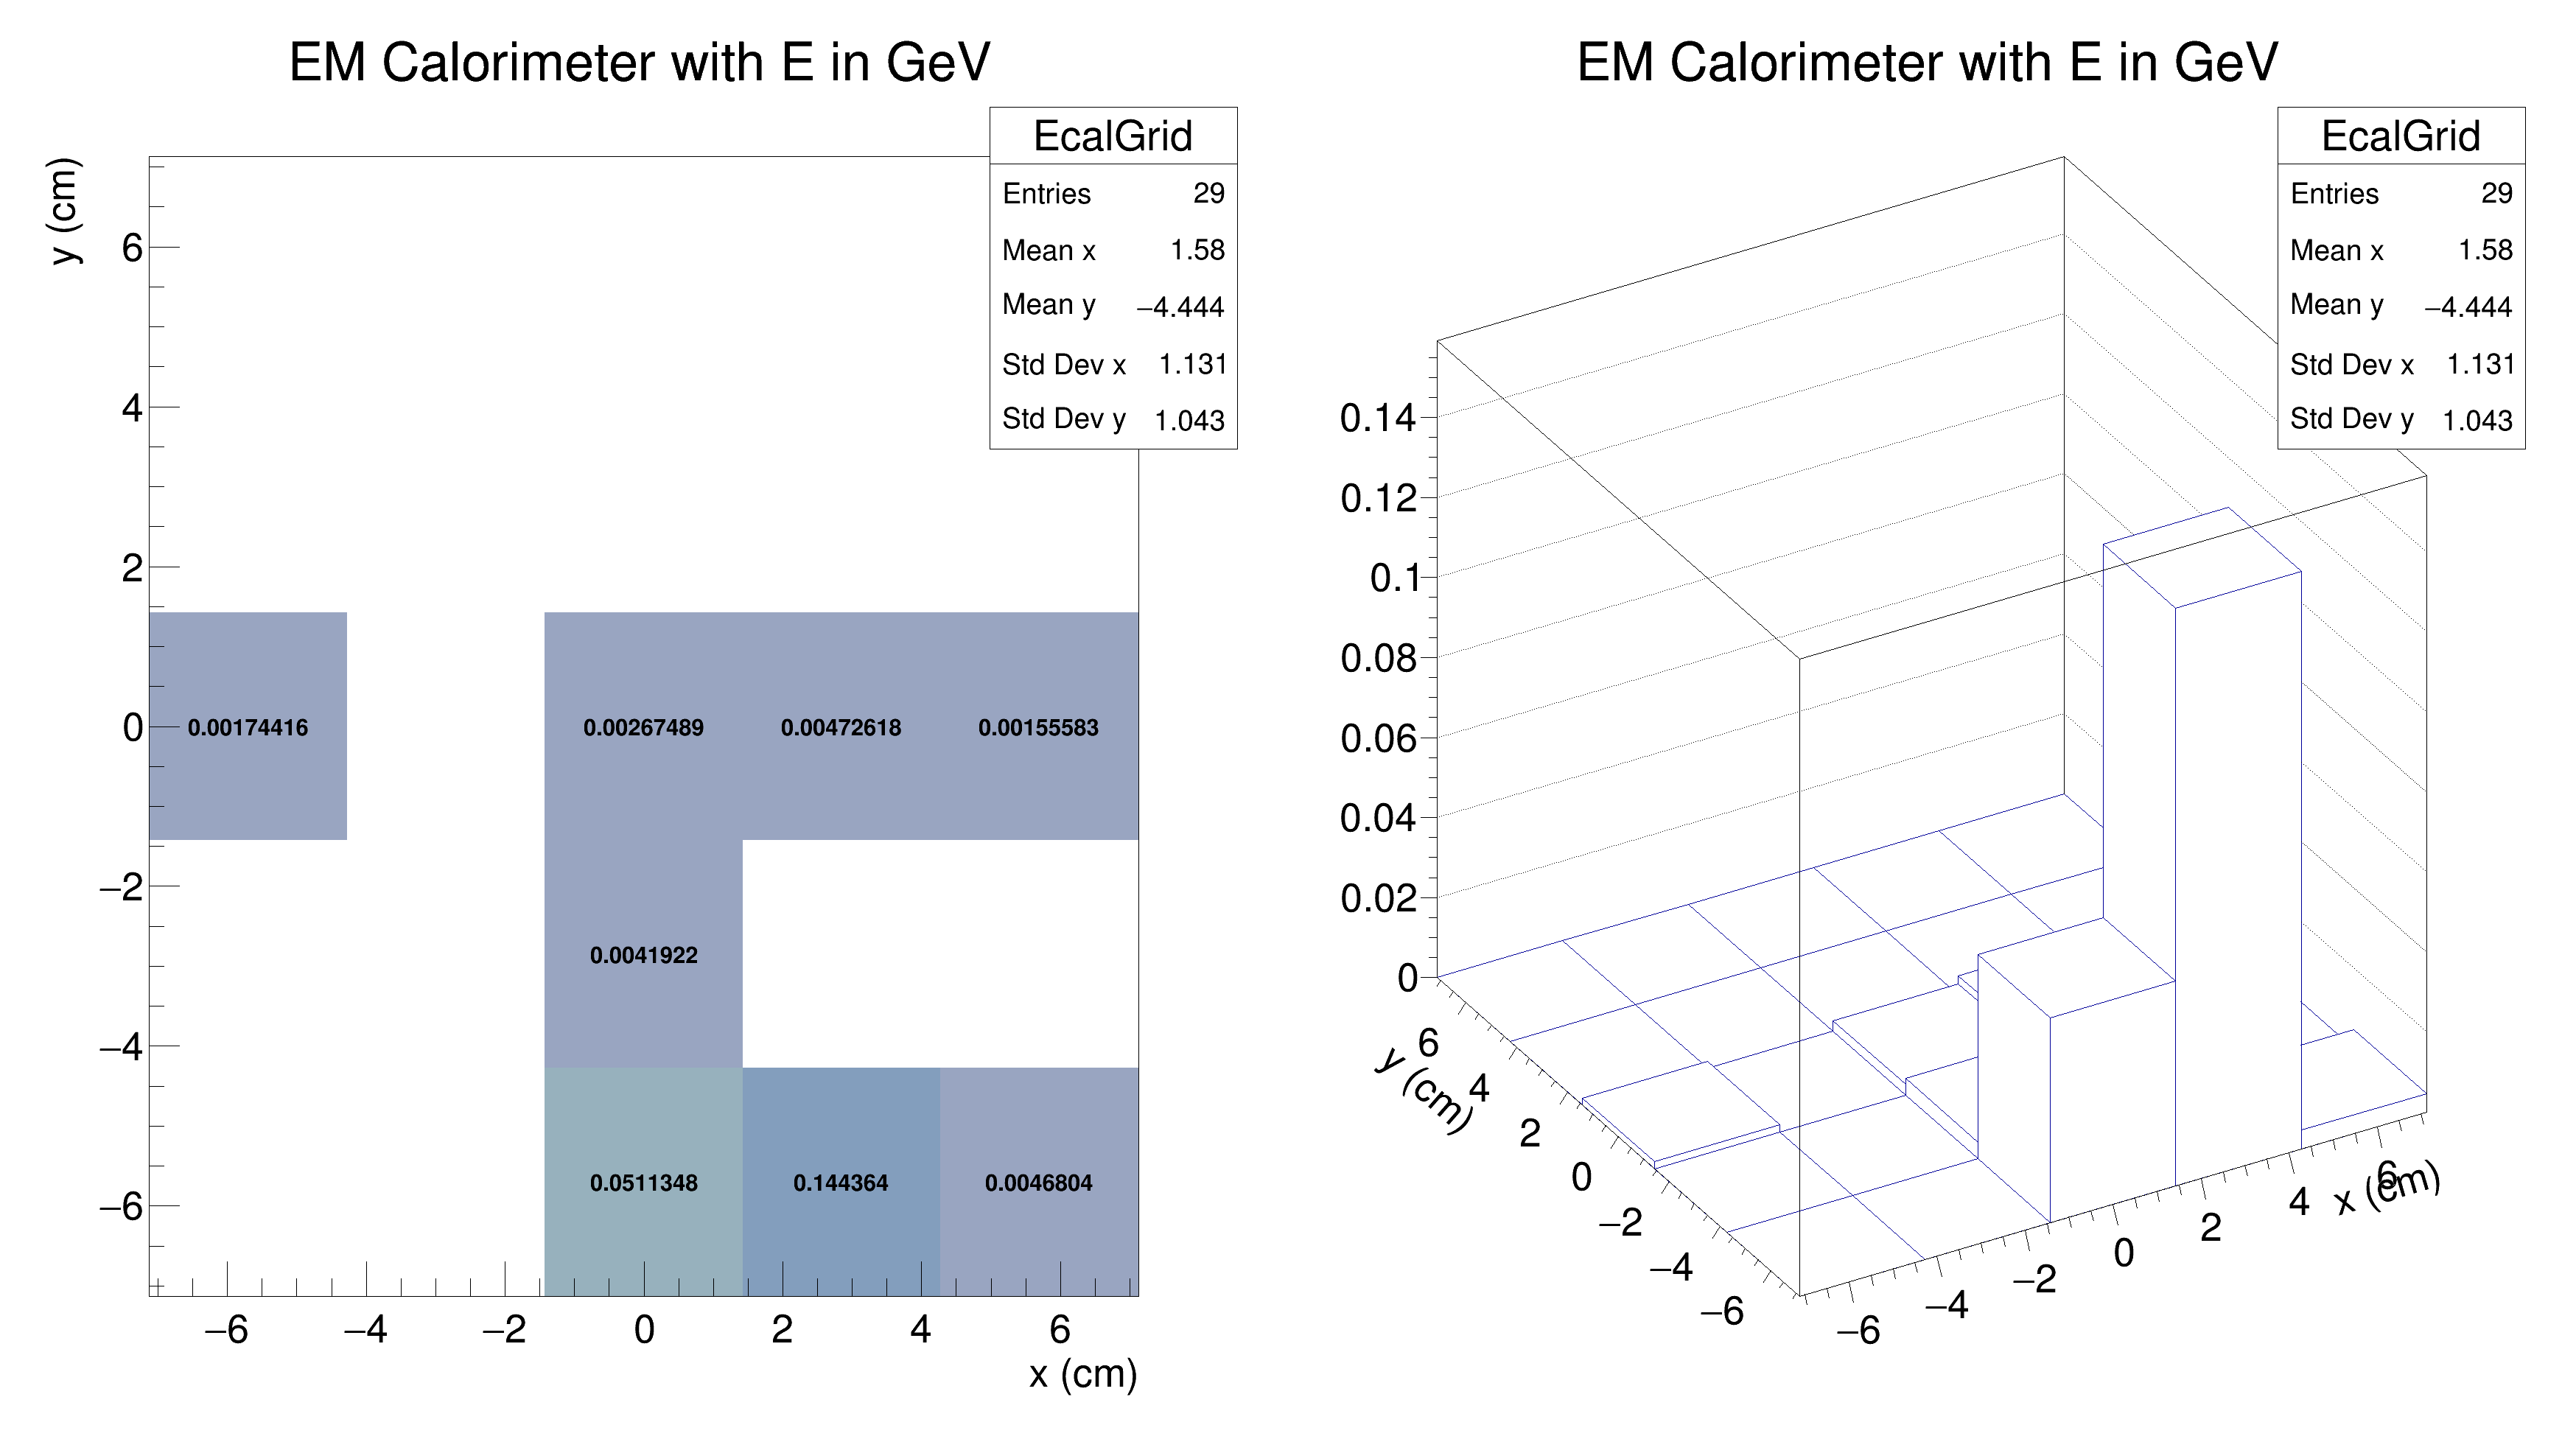 EM Calorimeter with E in GeV
EcalGrid
Entries 29
Mean x 1.58
Mean y −4.444
Std Dev x 1.131
Std Dev y 1.043
y (cm)
6
4
2
0
−2
−4
−6
0.00174416 0.00267489 0.00472618 0.00155583
0.0041922
0.0511348 0.144364 0.0046804
−6 −4 −2 0 2 4 6
x (cm)
EM Calorimeter with E in GeV
EcalGrid
Entries 29
Mean x 1.58
Mean y −4.444
Std Dev x 1.131
Std Dev y 1.043
0.14
0.12
0.1
0.08
0.06
0.04
0.02
0
y (cm)
6
4
2
0
−2
−4
−6
−6
−4
−2
0
2
4
6
x (cm)